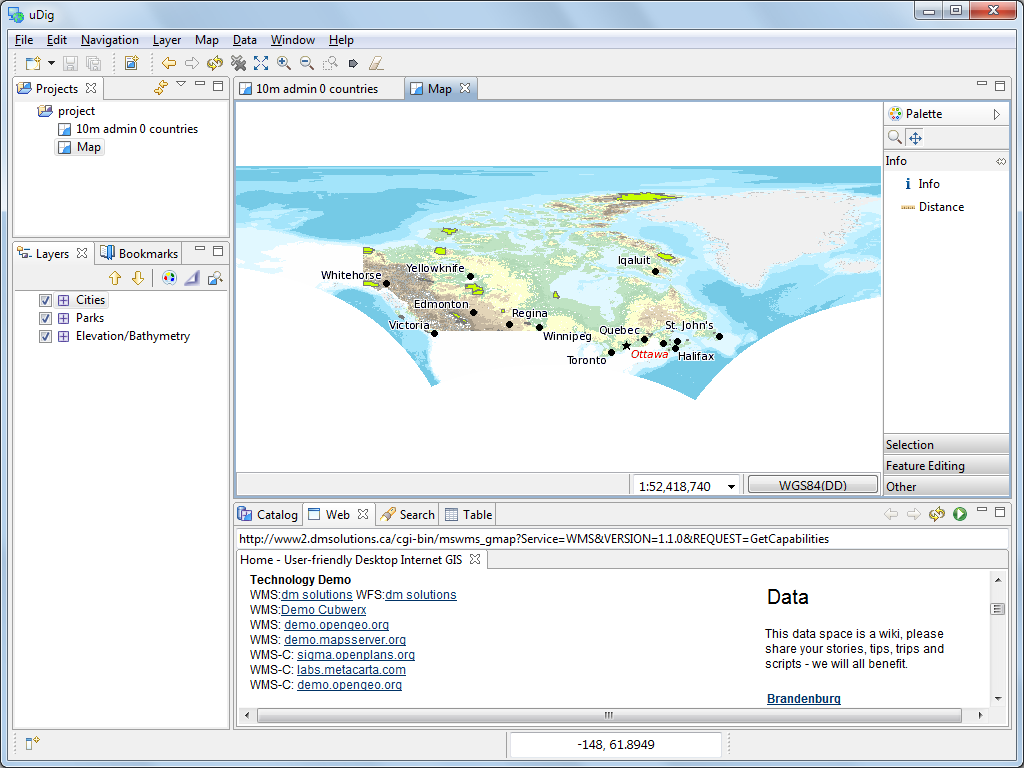 uDig
File Edit Navigation Layer Map Data Window Help
Projects
project
10m admin 0 countries
Map
Layers Bookmarks
Cities
Parks
Elevation/Bathymetry
10m admin 0 countries Map
Iqaluit
Yellowknife
Whitehorse
Edmonton
Regina
Victoria
Winnipeg
Quebec
St. John's
Toronto
Ottawa
Halifax
1:52,418,740
WGS84(DD)
Palette
Info
Info
Distance
Selection
Feature Editing
Other
Catalog Web Search Table
http://www2.dmsolutions.ca/cgi-bin/mswms_gmap?Service=WMS&VERSION=1.1.0&REQUEST=GetCapabilities
Home - User-friendly Desktop Internet GIS
Technology Demo
WMS:dm solutions WFS:dm solutions
WMS:Demo Cubwerx
WMS: demo.opengeo.org
WMS: demo.mapsserver.org
WMS-C: sigma.openplans.org
WMS-C: labs.metacarta.com
WMS-C: demo.opengeo.org
Data
This data space is a wiki, please
share your stories, tips, trips and
scripts - we will all benefit.
Brandenburg
-148, 61.8949